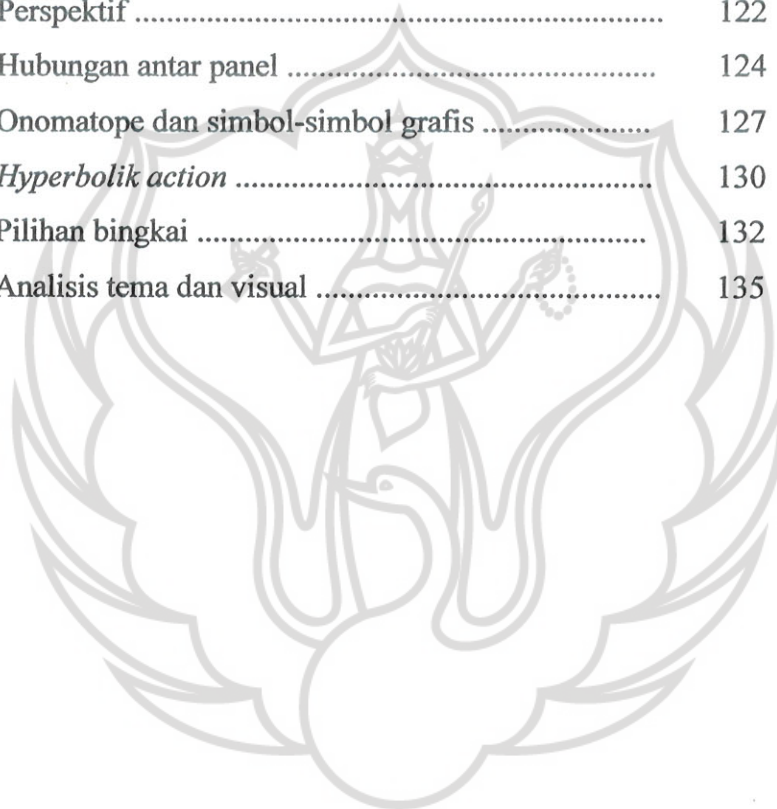 Perspektif ........................................................................ 122
Hubungan antar panel .................................................. 124
Onomatope dan simbol-simbol grafis ....................... 127
Hyperbolik action ......................................................... 130
Pilihan bingkai ............................................................. 132
Analisis tema dan visual ............................................... 135